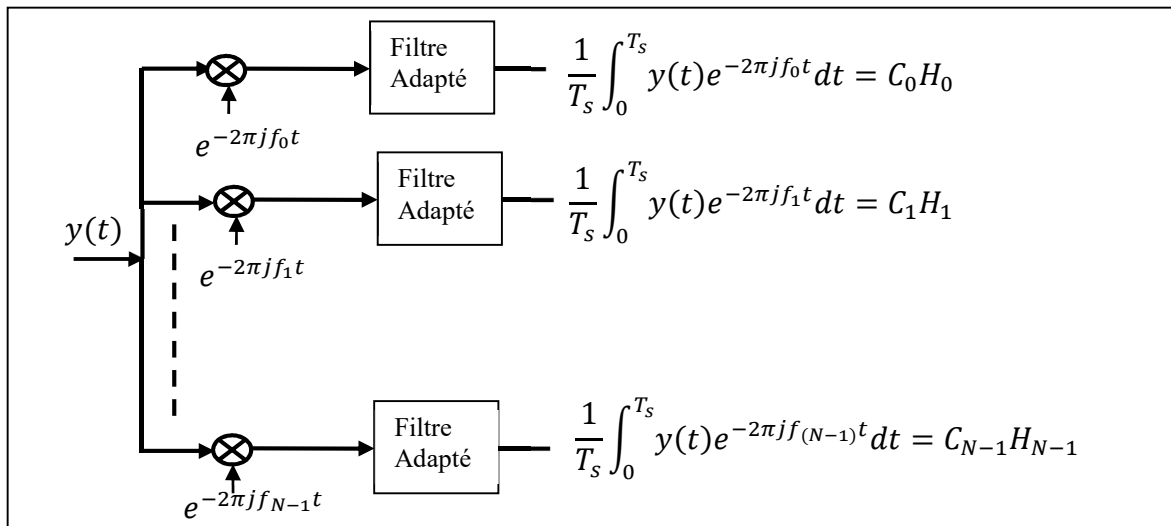 Filtre
Adapté
$\frac{1}{T_s}\int_0^{T_s} y(t)e^{-2\pi jf_0t}dt = C_0H_0$
$e^{-2\pi jf_0t}$
Filtre
Adapté
$\frac{1}{T_s}\int_0^{T_s} y(t)e^{-2\pi jf_1t}dt = C_1H_1$
$y(t)$
$e^{-2\pi jf_1t}$
Filtre
Adapté
$\frac{1}{T_s}\int_0^{T_s} y(t)e^{-2\pi jf_{(N-1)}t}dt = C_{N-1}H_{N-1}$
$e^{-2\pi jf_{N-1}t}$